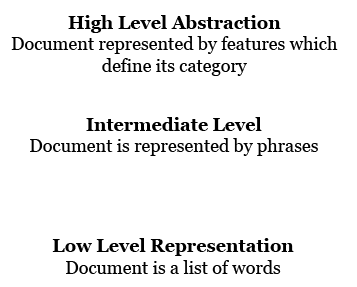 High Level Abstraction
Document represented by features which
define its category
Intermediate Level
Document is represented by phrases
Low Level Representation
Document is a list of words